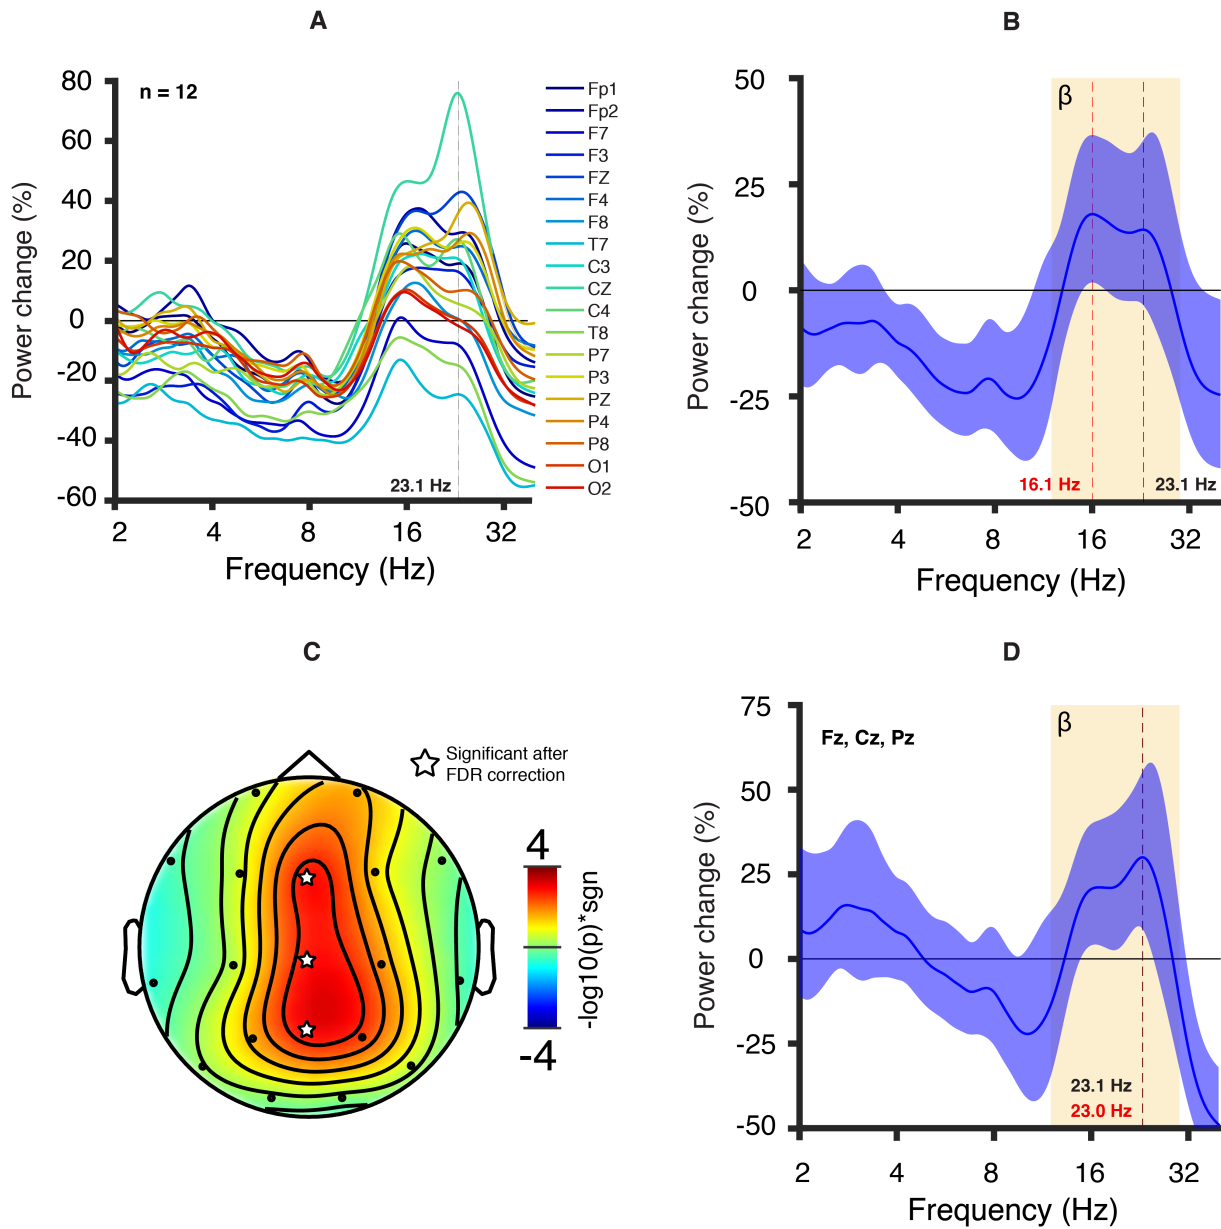 A
80
60
40
20
0
-20
-40
-60
Power change (%)
n = 12
23.1 Hz
2 4 8 16 32
Frequency (Hz)
Fp1
Fp2
F7
F3
FZ
F4
F8
T7
C3
CZ
C4
T8
P7
P3
PZ
P4
P8
O1
O2
B
50
25
0
-25
-50
Power change (%)
β
16.1 Hz 23.1 Hz
2 4 8 16 32
Frequency (Hz)
C
Significant after
FDR correction
4
-4
-log10(p)*sgn
D
75
50
25
0
-25
-50
Power change (%)
Fz, Cz, Pz
β
23.1 Hz
23.0 Hz
2 4 8 16 32
Frequency (Hz)